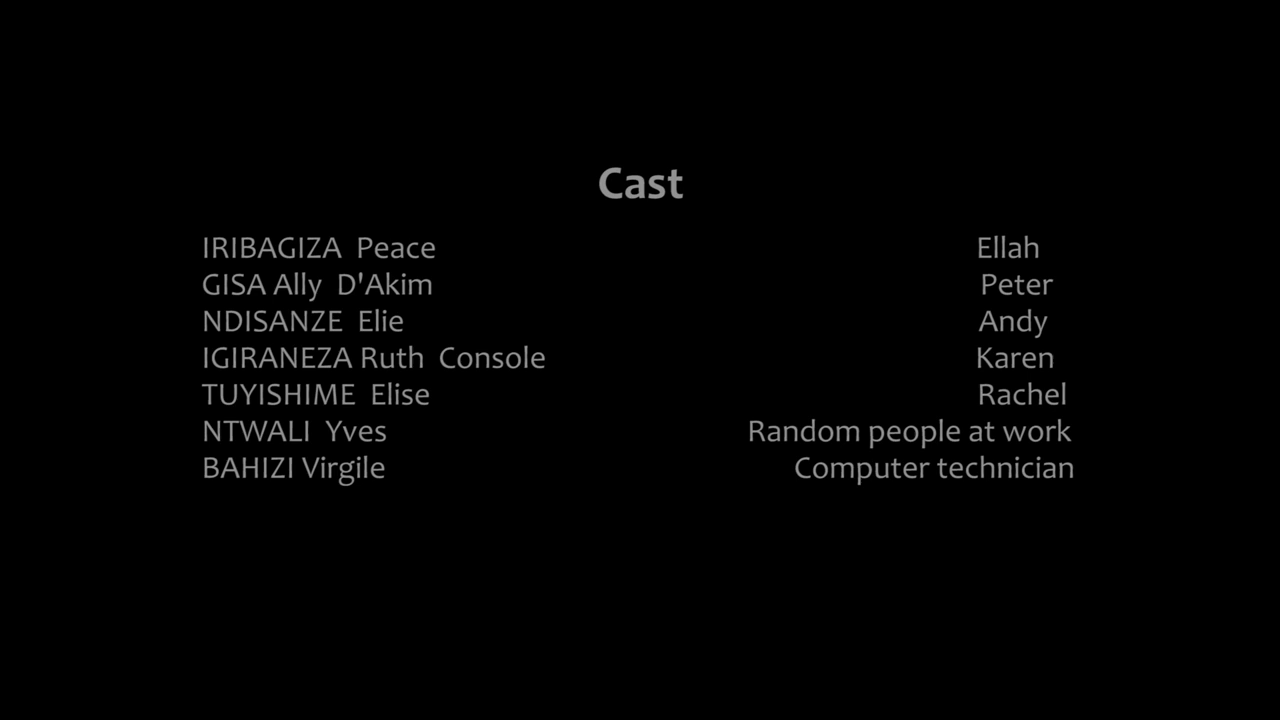 Cast
IRIBAGIZA  Peace Ellah
GISA Ally  D'Akim Peter
NDISANZE  Elie Andy
IGIRANEZA Ruth  Console Karen
TUYISHIME  Elise Rachel
NTWALI  Yves Random people at work
BAHIZI Virgile Computer technician